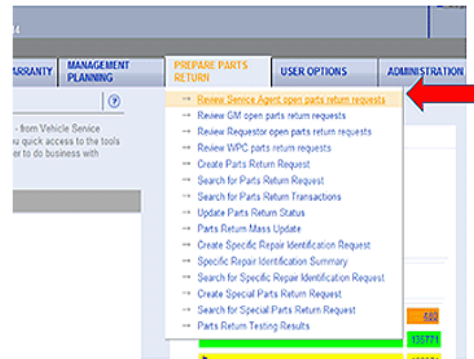 ARRANTY
MANAGEMENT
PLANNING
PREPARE PARTS
RETURN
USER OPTIONS
ADMINISTRATION
- from Vehicle Service
u quick access to the tools
er to do business with
→ Review Service Agent open parts return requests
→ Review GM open parts return requests
→ Review Requestor open parts return requests
→ Review WPC parts return requests
→ Create Parts Return Request
→ Search for Parts Return Request
→ Search for Parts Return Transactions
→ Update Parts Return Status
→ Parts Return Mass Update
→ Create Specific Repair Identification Request
→ Specific Repair Identification Summary
→ Search for Specific Repair Identification Request
→ Create Special Parts Return Request
→ Search for Special Parts Return Request
→ Parts Return Testing Results
480
135771